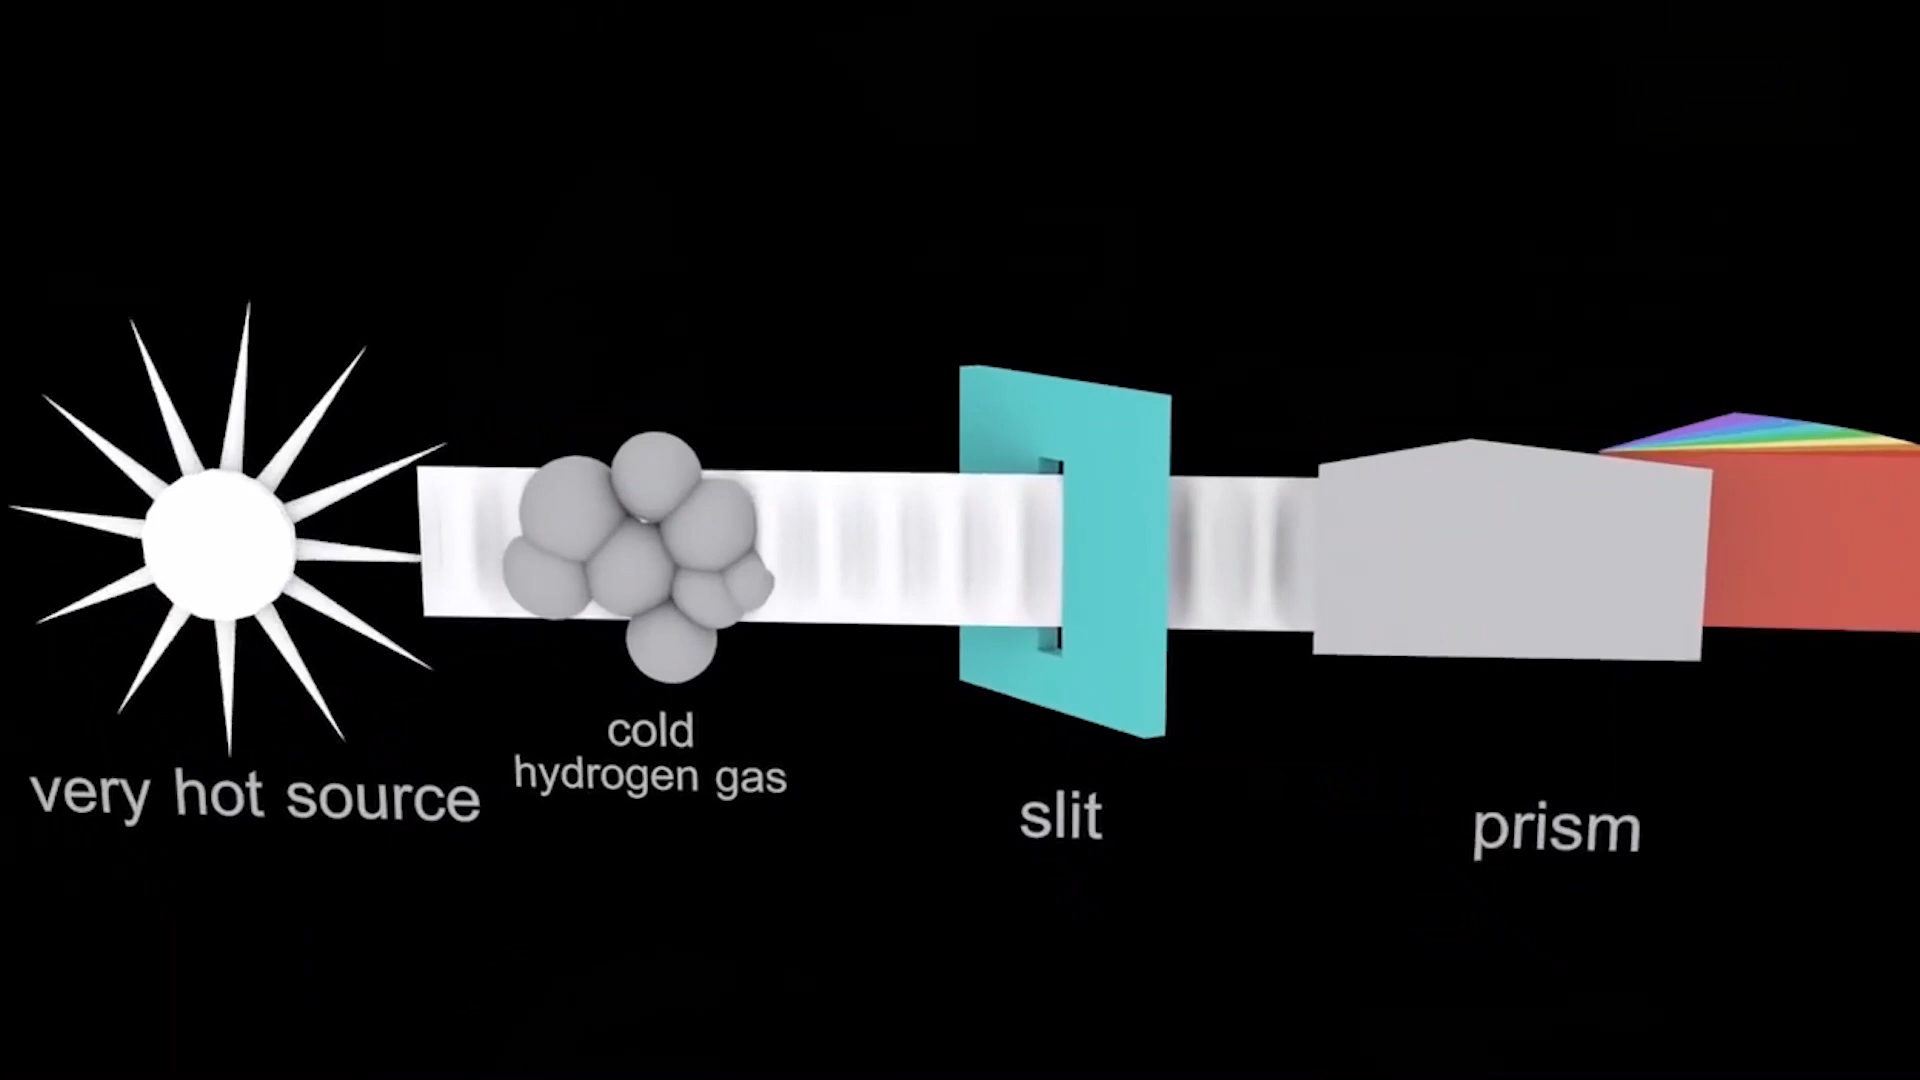 very hot source
cold
hydrogen gas
slit
prism